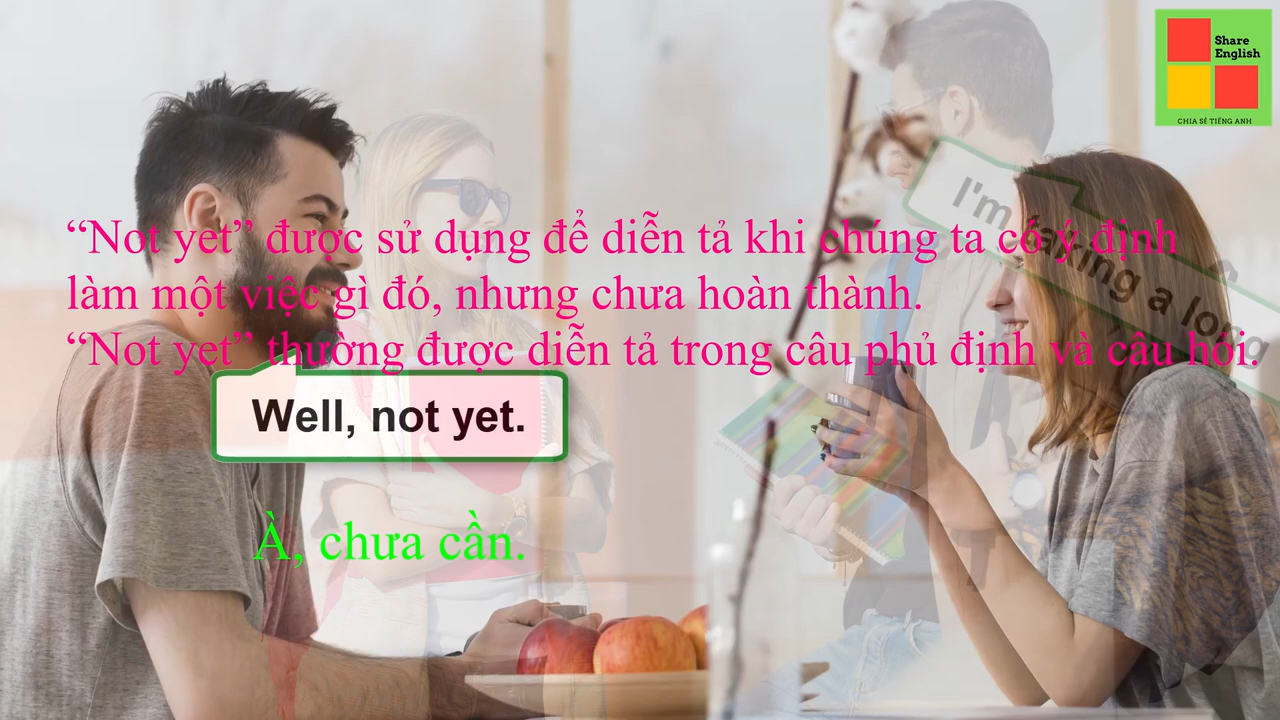 Share
English
CHIA SẺ TIẾNG ANH
“Not yet” được sử dụng để diễn tả khi chúng ta có ý định
làm một việc gì đó, nhưng chưa hoàn thành.
“Not yet” thường được diễn tả trong câu phủ định và câu hỏi.
I'm taking a long
Well, not yet.
À, chưa cần.